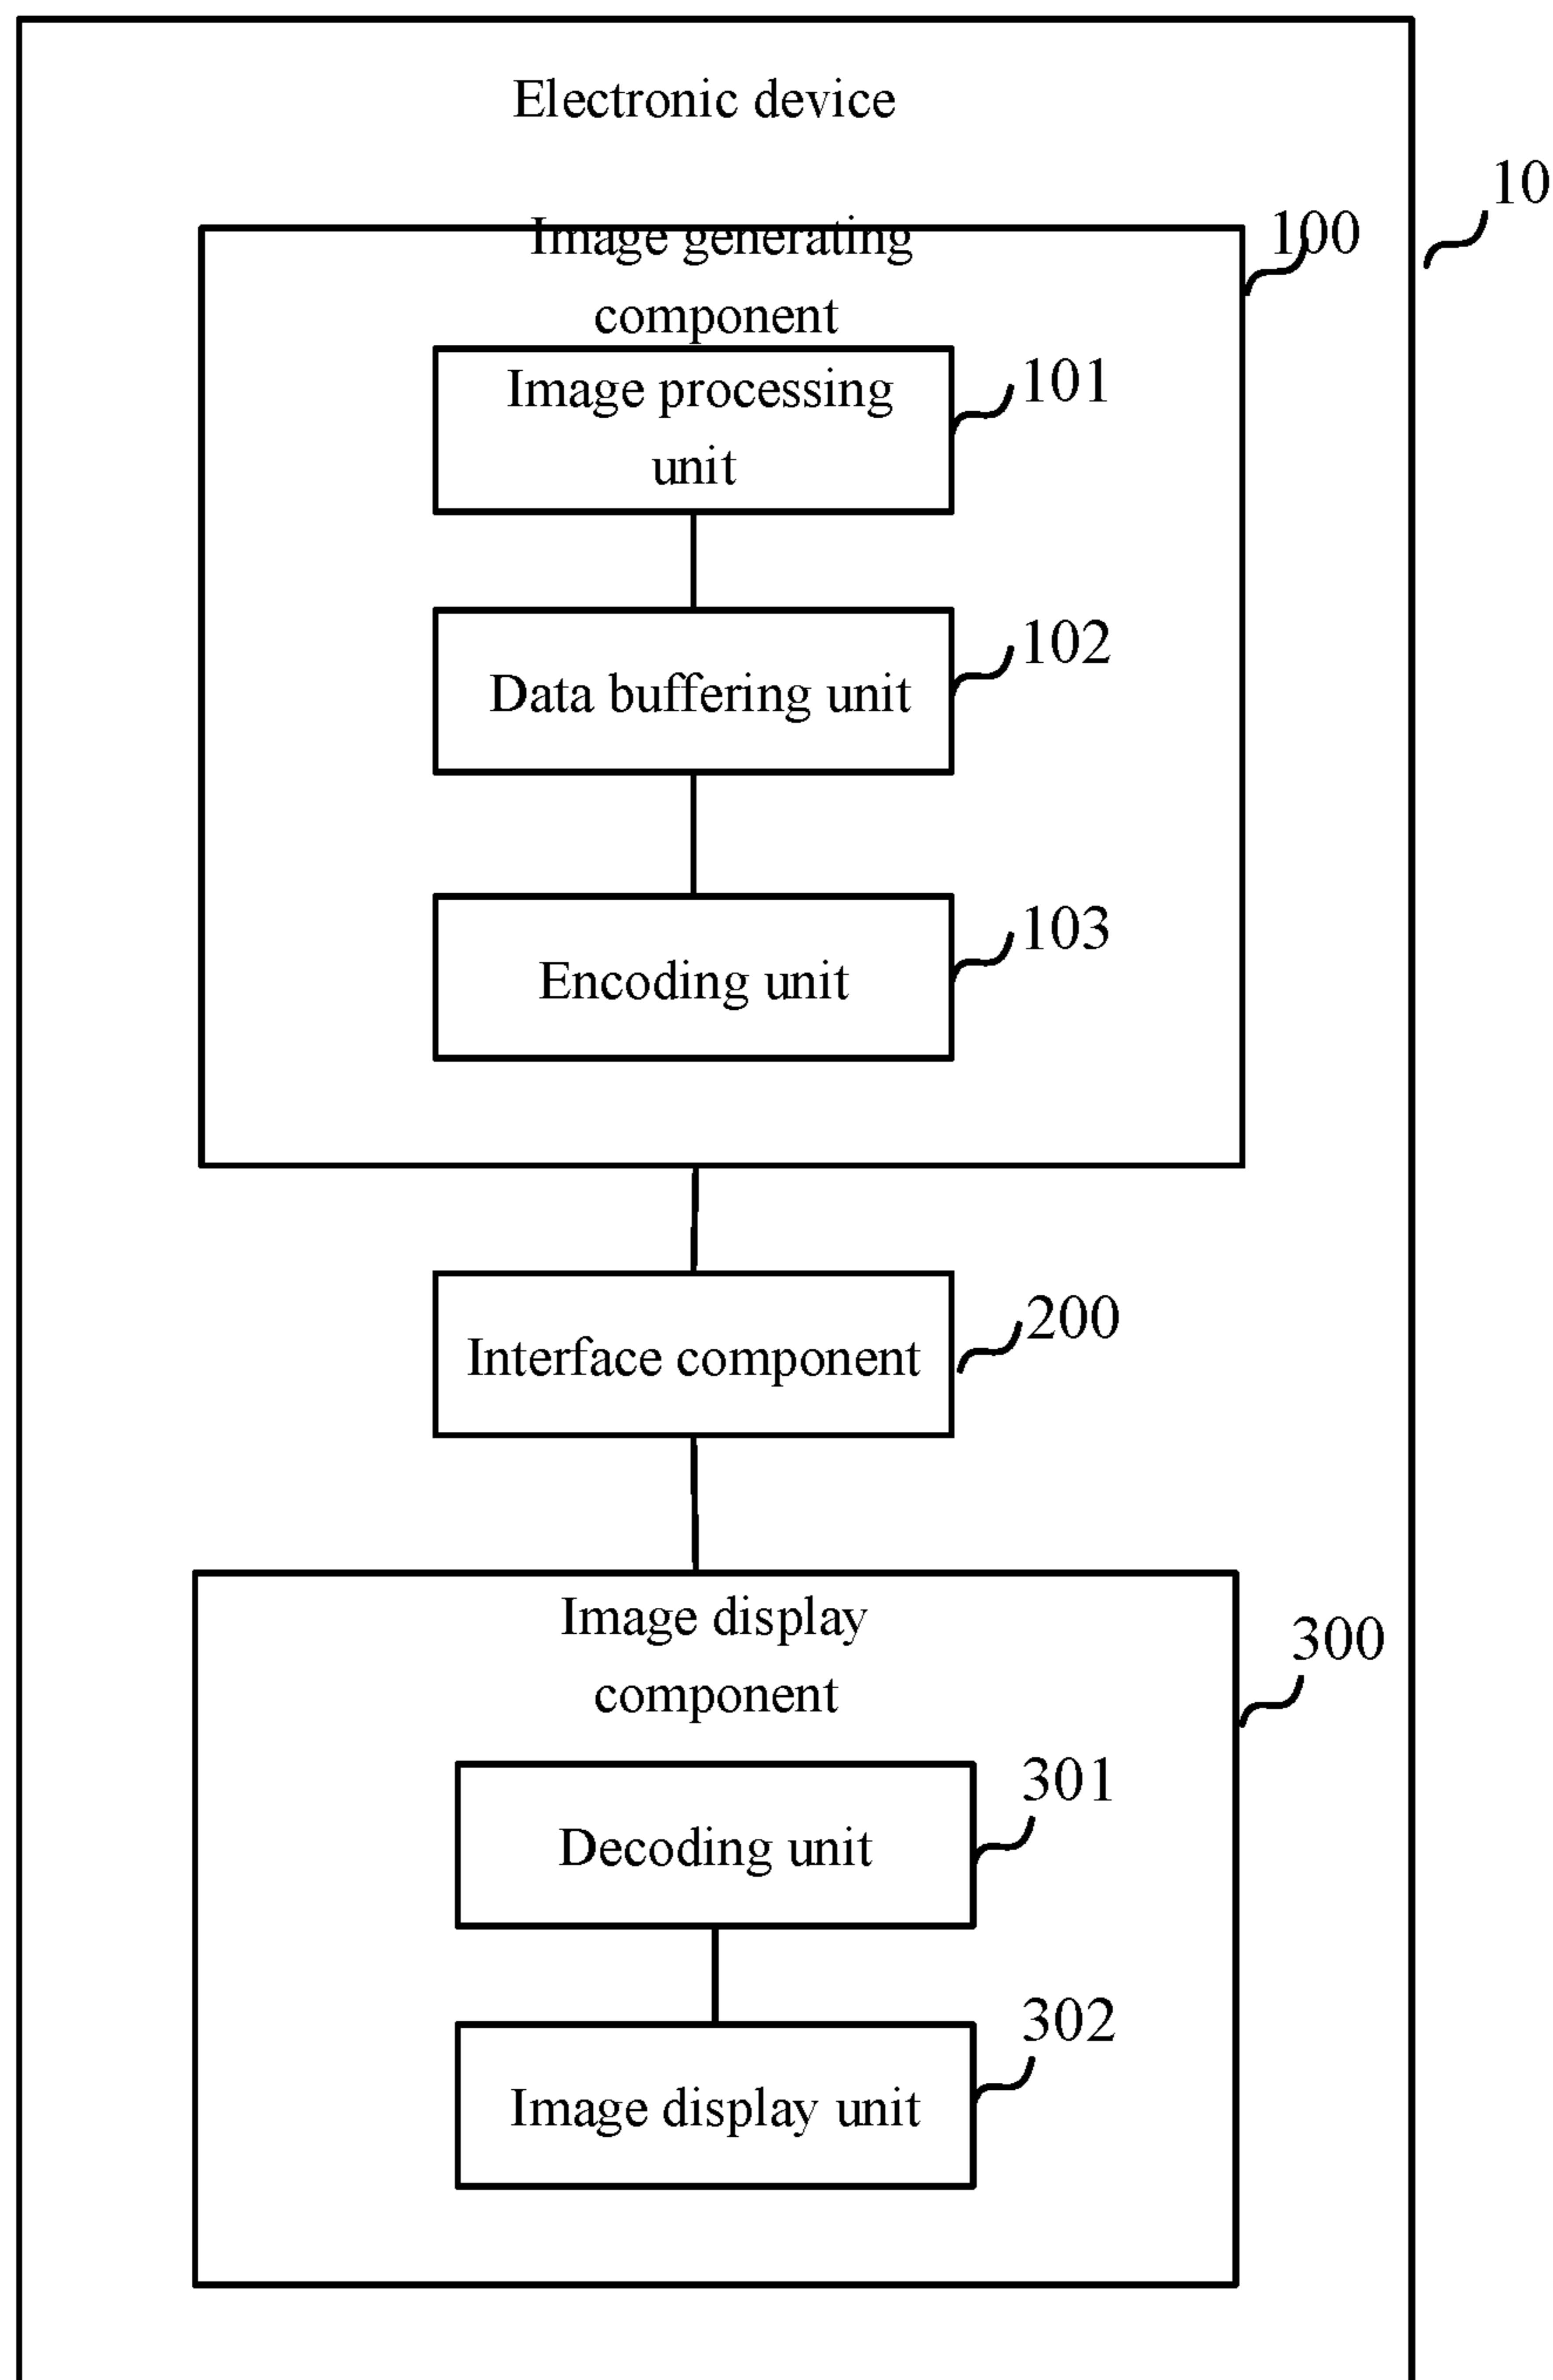 Electronic device
10
Image generating
100
component
Image processing
unit
101
Data buffering unit
102
Encoding unit
103
Interface component
200
Image display
component
300
Decoding unit
301
Image display unit
302